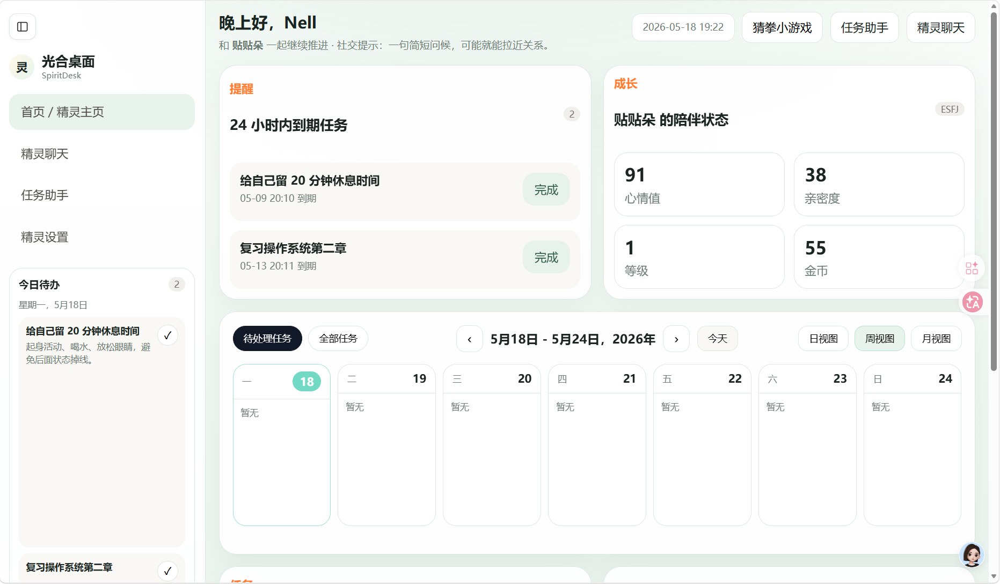 灵
光合桌面
SpiritDesk
首页 / 精灵主页
精灵聊天
任务助手
精灵设置
今日待办
2
星期一，5月18日
给自己留 20 分钟休息时间
起身活动、喝水、放松眼睛，避
免后面状态掉线。
✓
复习操作系统第二章
✓
晚上好，Nell
和 贴贴朵 一起继续推进 · 社交提示：一句简短问候，可能就能拉近关系。
2026-05-18 19:22
猜拳小游戏
任务助手
精灵聊天
提醒
24 小时内到期任务
2
给自己留 20 分钟休息时间
05-09 20:10 到期
完成
复习操作系统第二章
05-13 20:11 到期
完成
成长
贴贴朵 的陪伴状态
ESFJ
91
心情值
38
亲密度
1
等级
55
金币
待处理任务
全部任务
‹
5月18日 - 5月24日，2026年
›
今天
日视图
周视图
月视图
一
18
暂无
二
19
暂无
三
20
暂无
四
21
暂无
五
22
暂无
六
23
暂无
日
24
暂无
任务